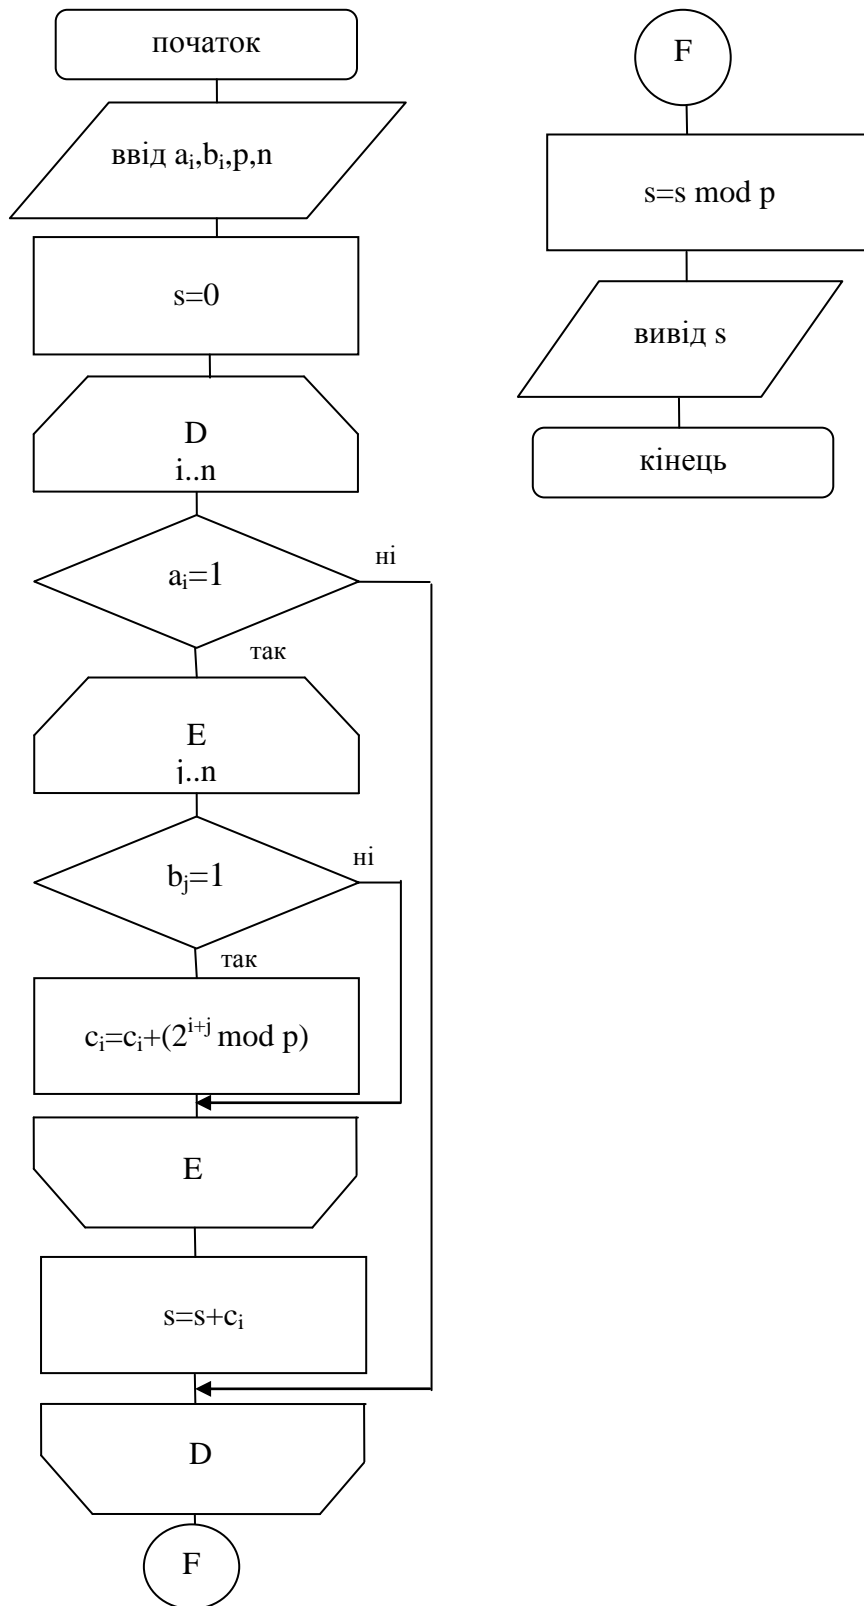 початок
ввід aᵢ,bᵢ,p,n
s=0
D
i..n
aᵢ=1
ні
так
E
j..n
bⱼ=1
ні
так
cᵢ=cᵢ+(2ⁱ⁺ʲ mod p)
E
s=s+cᵢ
D
F
F
s=s mod p
вивід s
кінець